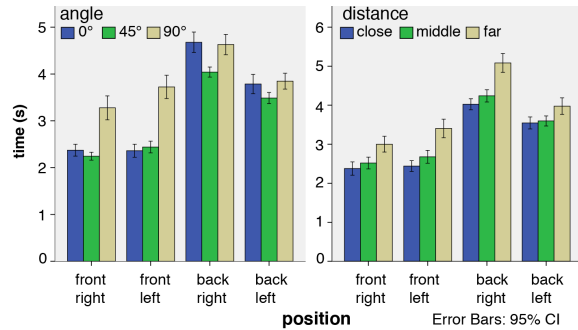 angle
0° 45° 90°
time (s)
5
4
3
2
1
0
front right
front left
back right
back left
distance
close middle far
6
5
4
3
2
1
0
front right
front left
back right
back left
position
Error Bars: 95% CI